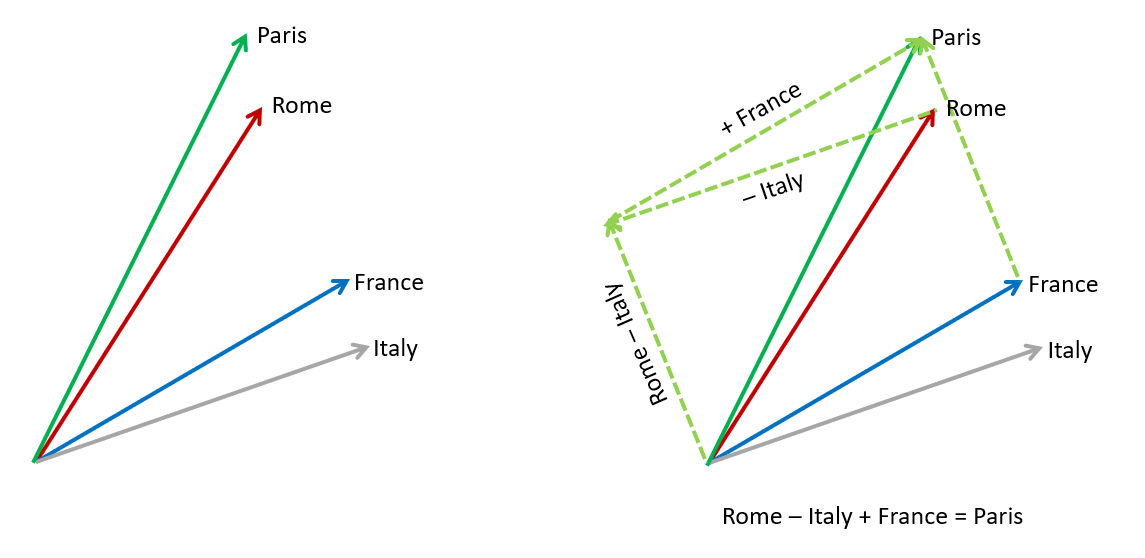 Paris
Rome
France
Italy
Paris
+ France
Rome
– Italy
Rome – Italy
France
Italy
Rome – Italy + France = Paris